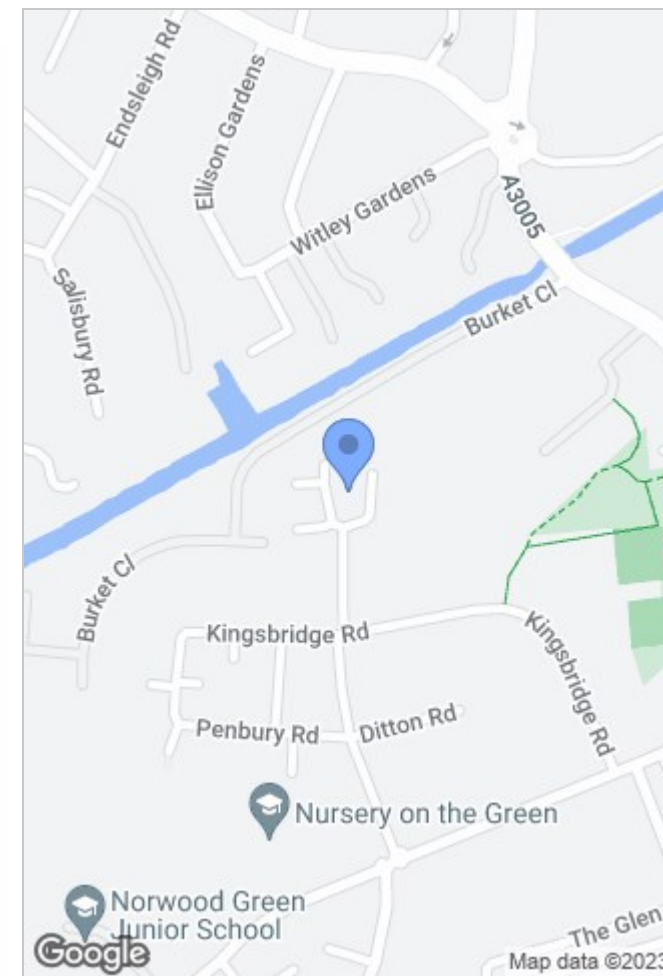 Endsleigh Rd
Ellison Gardens
Witley Gardens
A3005
Salisbury Rd
Burket Cl
Burket Cl
Kingsbridge Rd
Kingsbridge Rd
Penbury Rd
Ditton Rd
Nursery on the Green
Norwood Green
Junior School
The Glen
Google
Map data ©2023